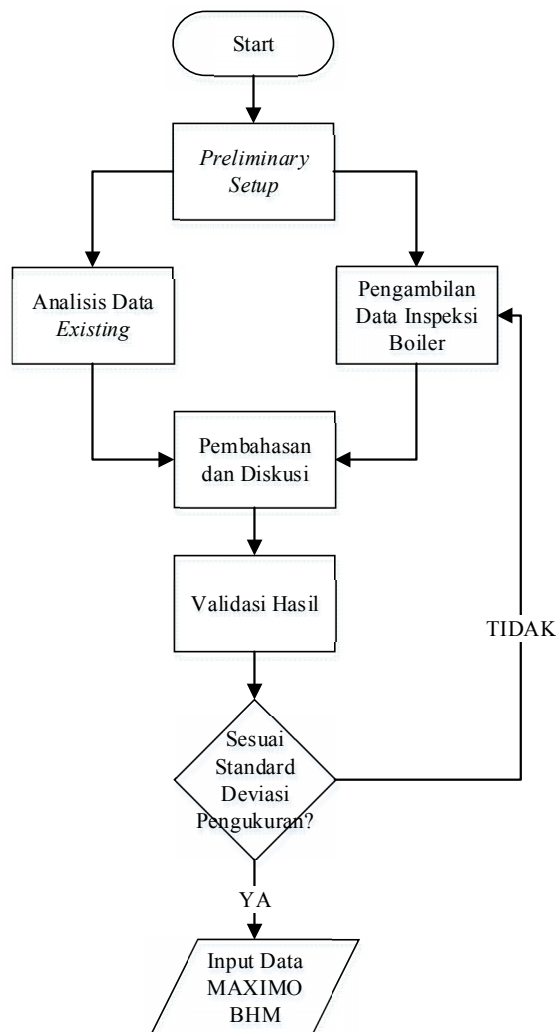 Start
Preliminary
Setup
Analisis Data
Existing
Pengambilan
Data Inspeksi
Boiler
Pembahasan
dan Diskusi
Validasi Hasil
TIDAK
Sesuai
Standard
Deviasi
Pengukuran?
YA
Input Data
MAXIMO
BHM